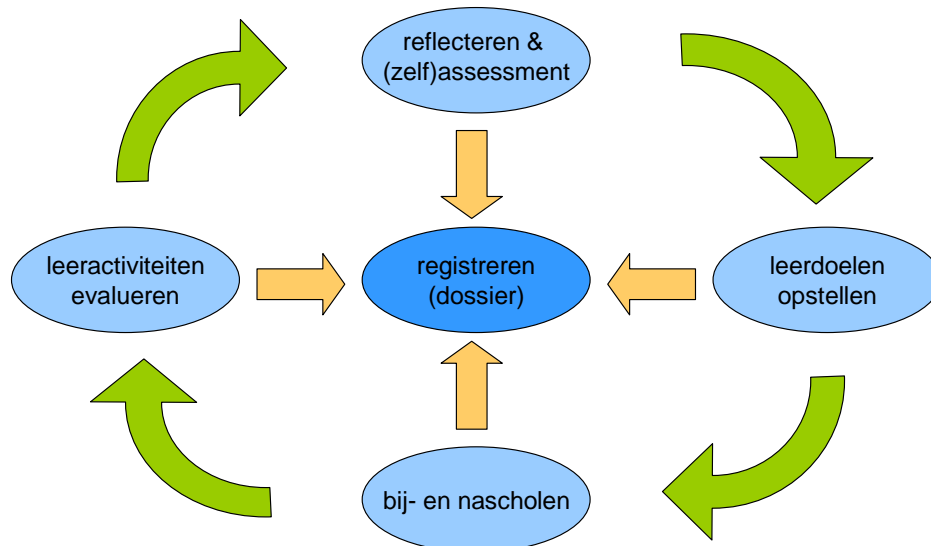 reflecteren &
(zelf)assessment
leeractiviteiten
evalueren
registreren
(dossier)
leerdoelen
opstellen
bij- en nascholen